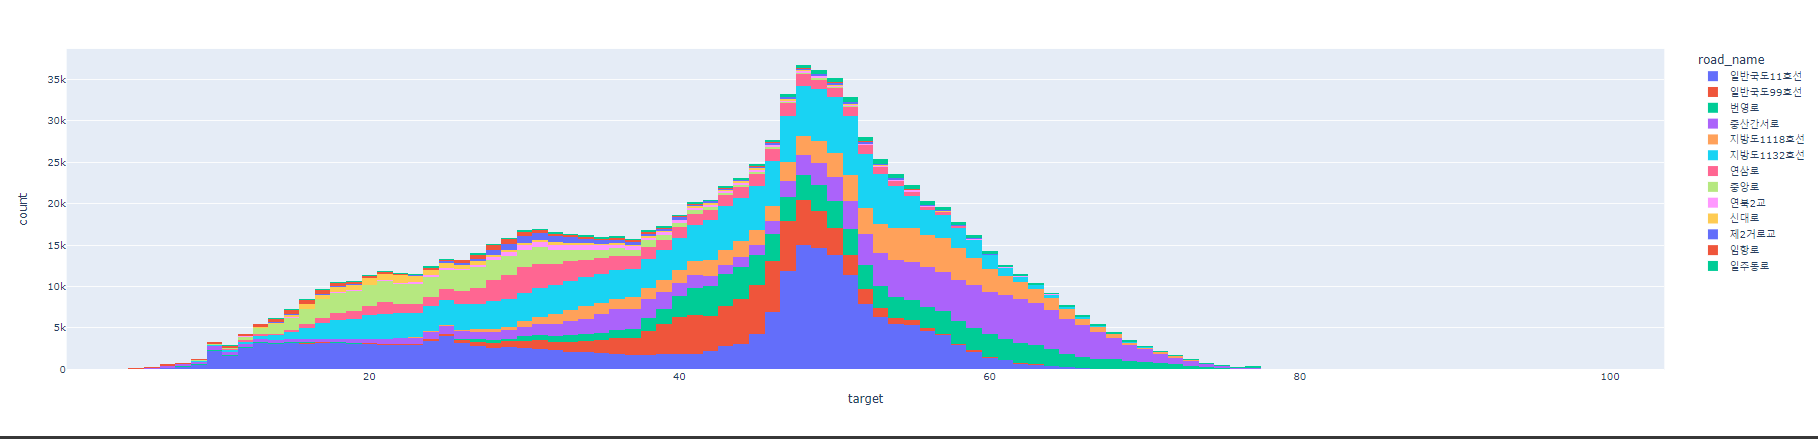 road_name
일반국도11호선
일반국도99호선
번영로
중산간서로
지방도1118호선
지방도1132호선
연삼로
중앙로
연북2교
신대로
제2거로교
임항로
일주동로
count
35k
30k
25k
20k
15k
10k
5k
0
20
40
60
80
100
target